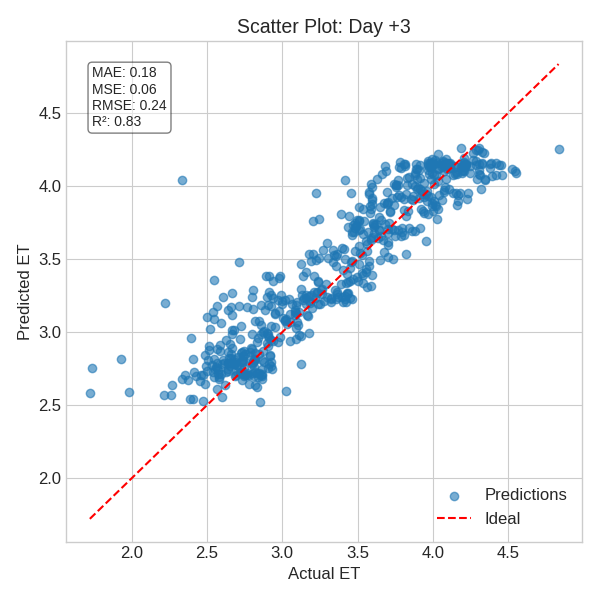 Scatter Plot: Day +3
MAE: 0.18
MSE: 0.06
RMSE: 0.24
R²: 0.83
Predicted ET
4.5
4.0
3.5
3.0
2.5
2.0
Predictions
Ideal
2.0 2.5 3.0 3.5 4.0 4.5
Actual ET